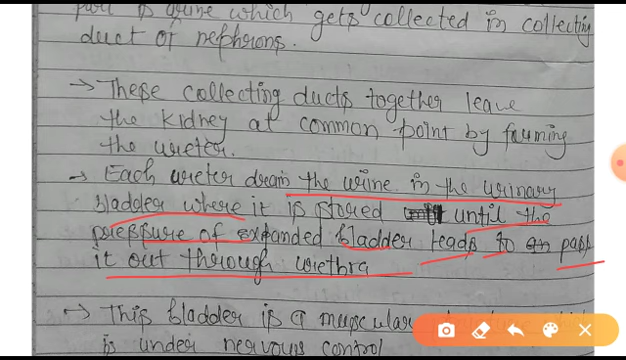 part is urine which gets collected in collecting
duct of nephrons.
→ These collecting ducts together leave
the kidney at common point by farming
the ureter.
→ Each ureter drain the urine in the urinary
bladder where it is stored until the
pressure of expanded bladder leads to an pass
it out through urethra
→ This bladder is a muscular
is under nervous control